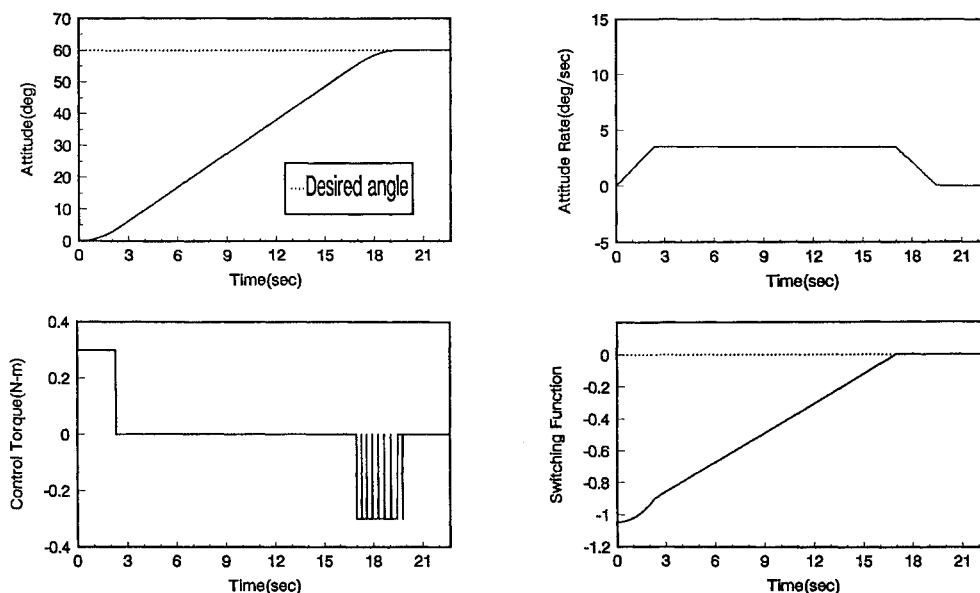 Attitude(deg)
70
60
50
40
30
20
10
0
Desired angle
0 3 6 9 12 15 18 21
Time(sec)
Attitude Rate(deg/sec)
15
10
5
0
-5
0 3 6 9 12 15 18 21
Time(sec)
Control Torque(N-m)
0.4
0.2
0
-0.2
-0.4
0 3 6 9 12 15 18 21
Time(sec)
Switching Function
0
-0.2
-0.4
-0.6
-0.8
-1
-1.2
0 3 6 9 12 15 18 21
Time(sec)